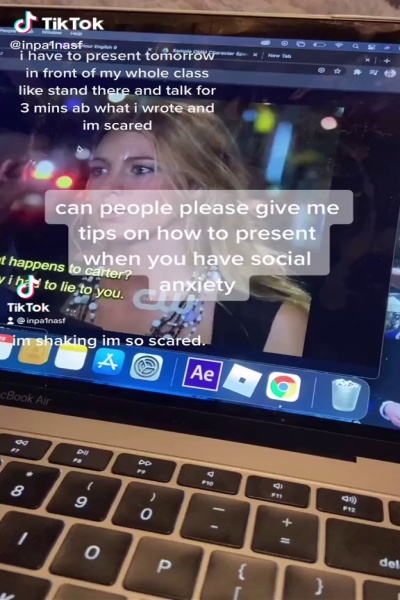 TikTok
@inpa1nasf
i have to present tomorrow
in front of my whole class
like stand there and talk for
3 mins ab what i wrote and
im scared
New Tab
can people please give me
tips on how to present
when you have social
anxiety
happens to carter?
to lie to you.
TikTok
@inpa1nasf
im shaking im so scared.
Ae
MacBook Air
F7
F8
F9
F10
F11
F12
*
8
(
9
)
0
_
-
+
=
del
I
O
P
{
[
}
]